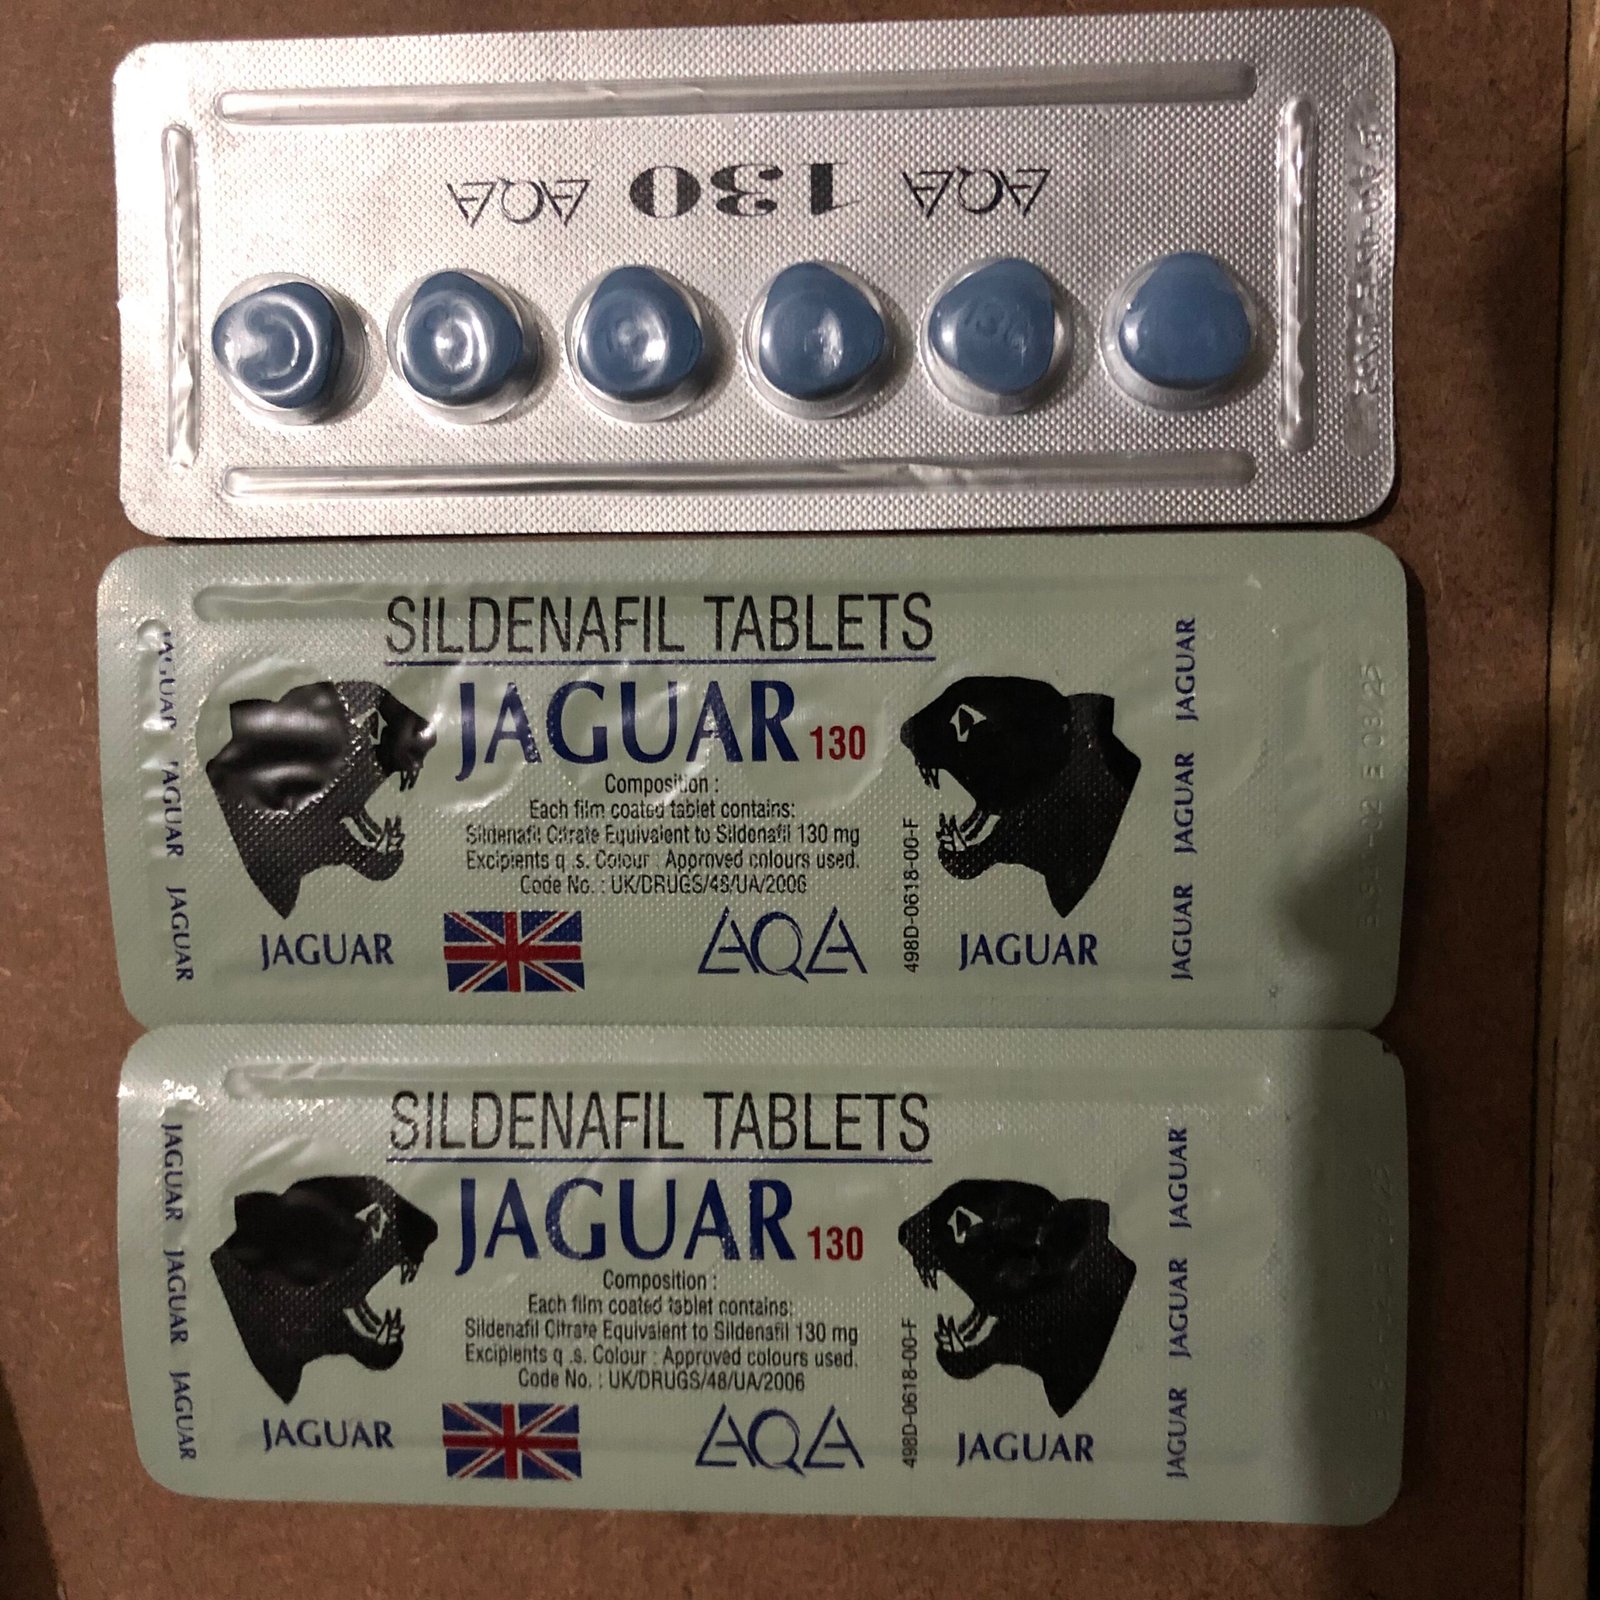 AQA 130 AQA
130
SILDENAFIL TABLETS
JAGUAR 130
Composition :
Each film coated tablet contains:
Sildenafil Citrate Equivalent to Sildenafil 130 mg
Excipients q .s. Colour : Approved colours used.
Code No. : UK/DRUGS/48/UA/2006
JAGUAR
AQA
JAGUAR
498D-0618-00-F
JAGUAR JAGUAR JAGUAR
JAGUAR JAGUAR JAGUAR
E 03/25
SILDENAFIL TABLETS
JAGUAR 130
Composition :
Each film coated tablet contains:
Sildenafil Citrate Equivalent to Sildenafil 130 mg
Excipients q .s. Colour : Approved colours used.
Code No. : UK/DRUGS/48/UA/2006
JAGUAR
AQA
JAGUAR
498D-0618-00-F
JAGUAR JAGUAR JAGUAR
JAGUAR JAGUAR JAGUAR